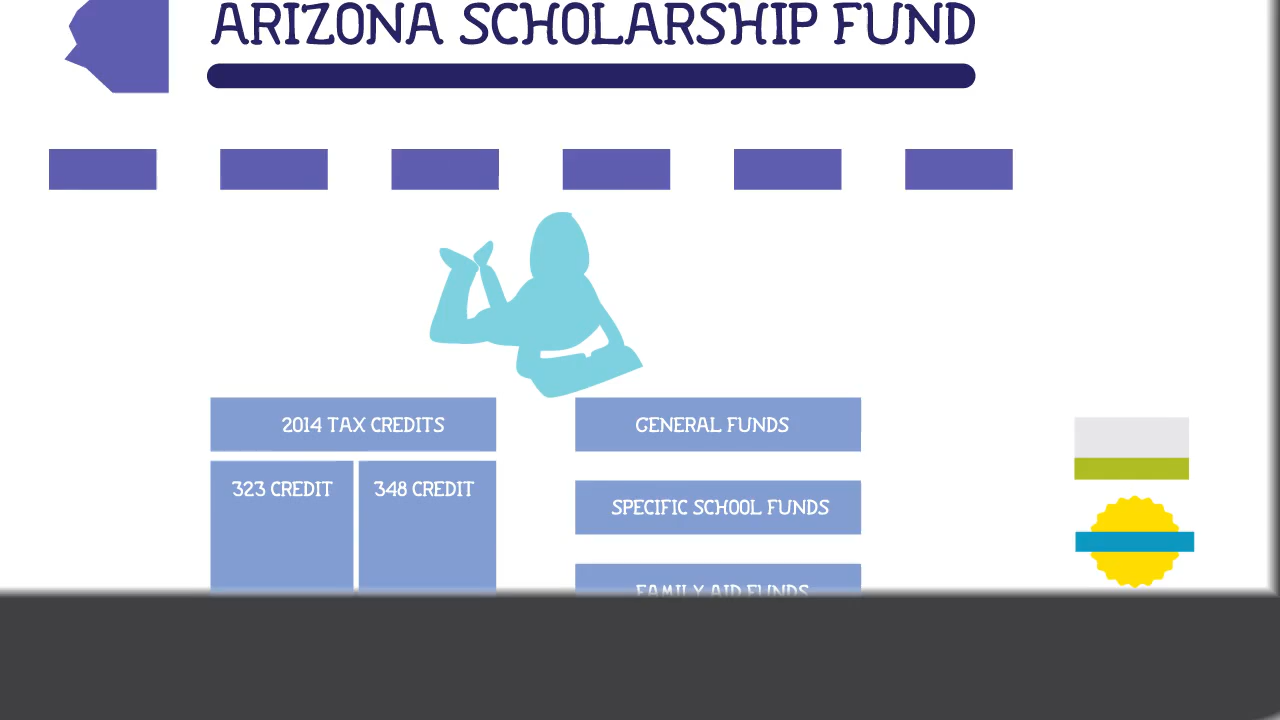 ARIZONA SCHOLARSHIP FUND
2014 TAX CREDITS
323 CREDIT
348 CREDIT
GENERAL FUNDS
SPECIFIC SCHOOL FUNDS
FAMILY AID FUNDS